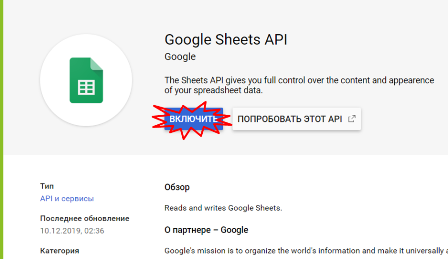 Google Sheets API
Google
The Sheets API gives you full control over the content and appearance
of your spreadsheet data.
ВКЛЮЧИТЕ
ПОПРОБОВАТЬ ЭТОТ API
Тип
API и сервисы
Последнее обновление
10.12.2019, 02:36
Категория
Обзор
Reads and writes Google Sheets.
О партнере – Google
Google's mission is to organize the world's information and make it universally